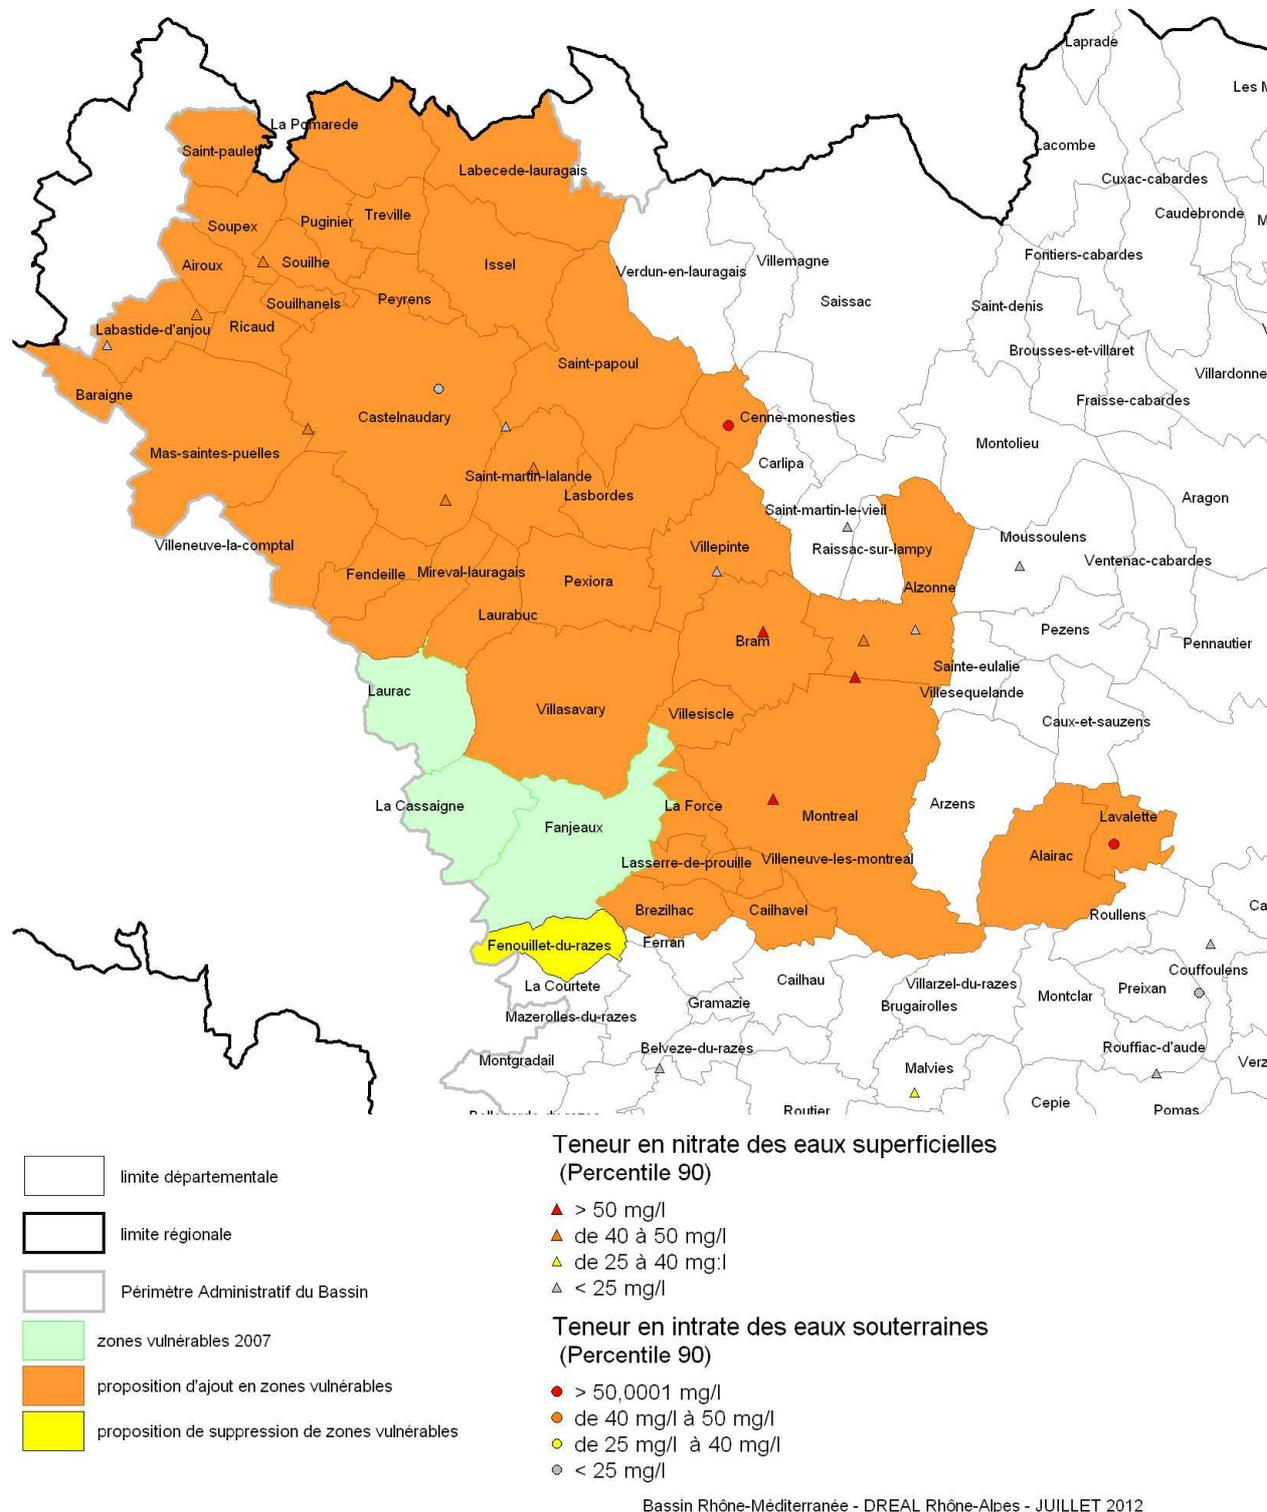 Laprade
Les M
La Pomarede
Saint-paulet
Lacombe
Labecede-lauragais
Cuxac-cabardes
Caudebronde
M
Soupex
Puginier
Treville
Airoux
Souilhe
Issel
Verdun-en-lauragais
Villemagne
Fontiers-cabardes
Saissac
Saint-denis
Souilhanels
Peyrens
Labastide-d'anjou
Ricaud
Brousses-et-villaret
Saint-papoul
Villardonne
Baraigne
Fraisse-cabardes
Castelnaudary
Cenne-monesties
Montolieu
Mas-saintes-puelles
Carlipa
Saint-martin-lalande
Lasbordes
Aragon
Saint-martin-le-vieil
Villeneuve-la-comptal
Villepinte
Raissac-sur-lampy
Moussoulens
Ventenac-cabardes
Fendeille
Mireval-lauragais
Pexiora
Alzonne
Laurabuc
Pezens
Bram
Pennautier
Sainte-eulalie
Laurac
Villesequelande
Villasavary
Villesiscle
Caux-et-sauzens
La Cassaigne
La Force
Arzens
Montreal
Lavalette
Fanjeaux
Lasserre-de-prouille
Villeneuve-les-montreal
Alairac
Brezilhac
Cailhavel
Roullens
Ca
Fenouillet-du-razes
Ferran
Couffoulens
La Courtete
Cailhau
Villarzel-du-razes
Preixan
Montclar
Gramazie
Brugairolles
Mazerolles-du-razes
Belveze-du-razes
Rouffiac-d'aude
Montgradail
Malvies
Verz
Routier
Cepie
Pomas
Teneur en nitrate des eaux superficielles
(Percentile 90)
> 50 mg/l
de 40 à 50 mg/l
de 25 à 40 mg:l
< 25 mg/l
Teneur en intrate des eaux souterraines
(Percentile 90)
> 50,0001 mg/l
de 40 mg/l à 50 mg/l
de 25 mg/l à 40 mg/l
< 25 mg/l
limite départementale
limite régionale
Périmètre Administratif du Bassin
zones vulnérables 2007
proposition d'ajout en zones vulnérables
proposition de suppression de zones vulnérables
Bassin Rhône-Méditerranée - DREAL Rhône-Alpes - JUILLET 2012